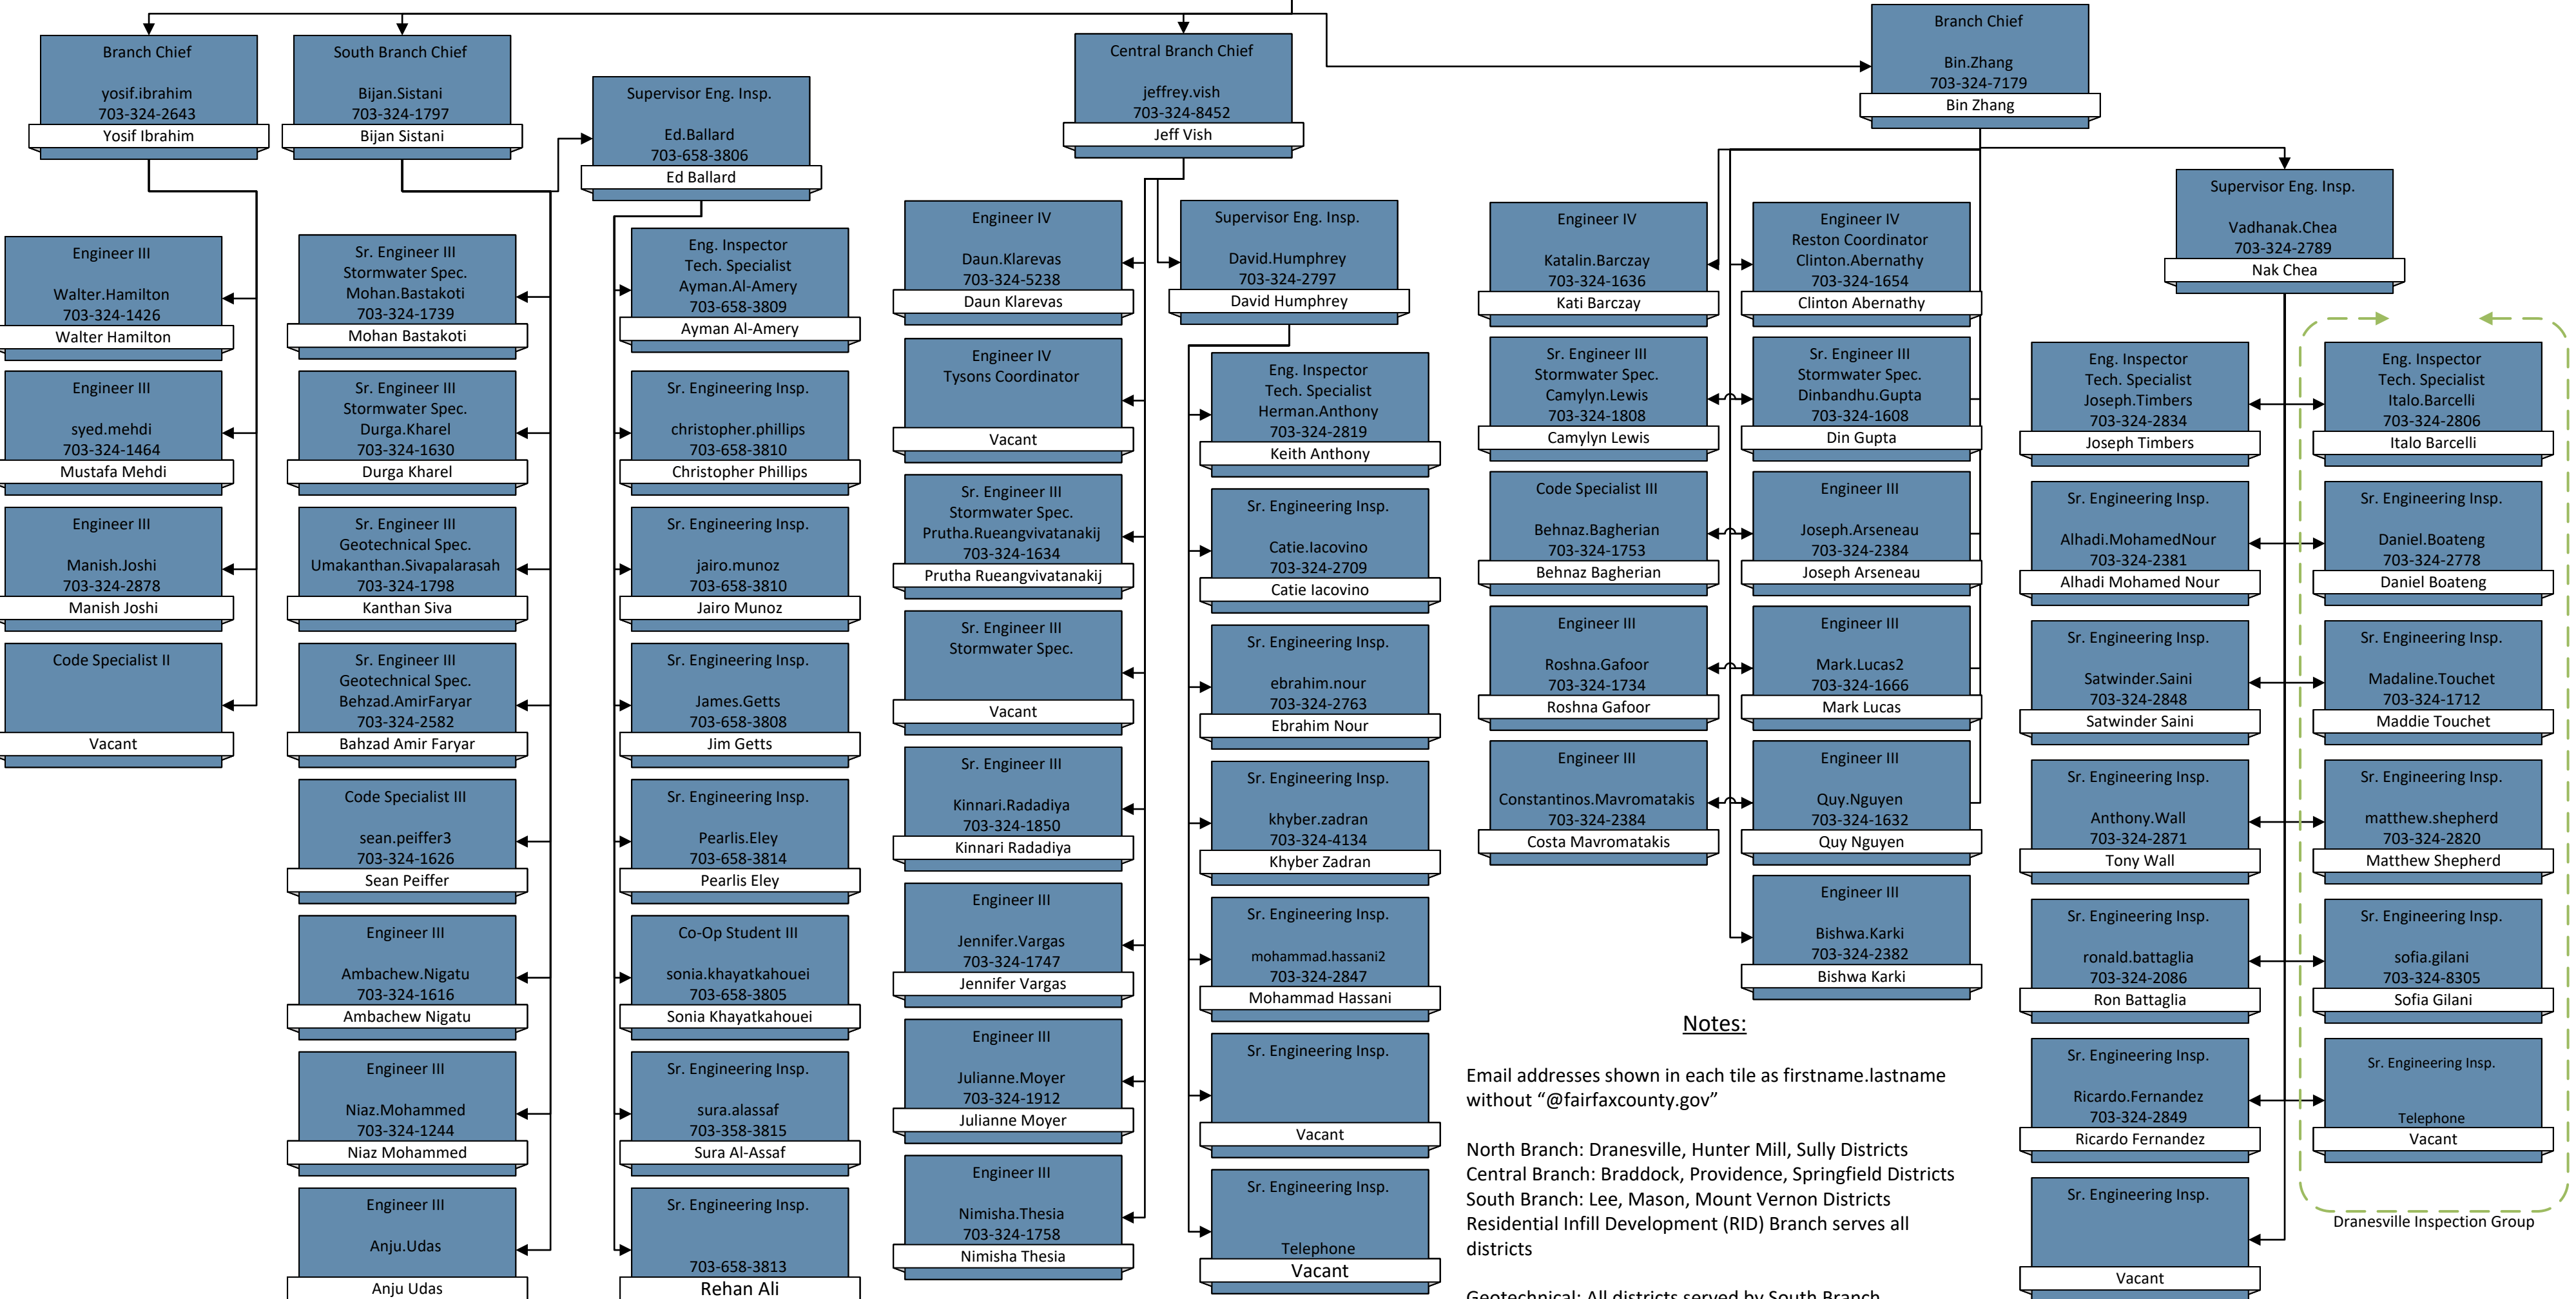 Branch Chief
yosif.ibrahim
703-324-2643
Yosif Ibrahim
Engineer III
Walter.Hamilton
703-324-1426
Walter Hamilton
Engineer III
syed.mehdi
703-324-1464
Mustafa Mehdi
Engineer III
Manish.Joshi
703-324-2878
Manish Joshi
Code Specialist II
Vacant
South Branch Chief
Bijan.Sistani
703-324-1797
Bijan Sistani
Sr. Engineer III
Stormwater Spec.
Mohan.Bastakoti
703-324-1739
Mohan Bastakoti
Sr. Engineer III
Stormwater Spec.
Durga.Kharel
703-324-1630
Durga Kharel
Sr. Engineer III
Geotechnical Spec.
Umakanthan.Sivapalarasah
703-324-1798
Kanthan Siva
Sr. Engineer III
Geotechnical Spec.
Behzad.AmirFaryar
703-324-2582
Bahzad Amir Faryar
Code Specialist III
sean.peiffer3
703-324-1626
Sean Peiffer
Engineer III
Ambachew.Nigatu
703-324-1616
Ambachew Nigatu
Engineer III
Niaz.Mohammed
703-324-1244
Niaz Mohammed
Engineer III
Anju.Udas
Anju Udas
Supervisor Eng. Insp.
Ed.Ballard
703-658-3806
Ed Ballard
Eng. Inspector
Tech. Specialist
Ayman.Al-Amery
703-658-3809
Ayman Al-Amery
Sr. Engineering Insp.
christopher.phillips
703-658-3810
Christopher Phillips
Sr. Engineering Insp.
jairo.munoz
703-658-3810
Jairo Munoz
Sr. Engineering Insp.
James.Getts
703-658-3808
Jim Getts
Sr. Engineering Insp.
Pearlis.Eley
703-658-3814
Pearlis Eley
Co-Op Student III
sonia.khayatkahouei
703-658-3805
Sonia Khayatkahouei
Sr. Engineering Insp.
sura.alassaf
703-358-3815
Sura Al-Assaf
Sr. Engineering Insp.
703-658-3813
Rehan Ali
Central Branch Chief
jeffrey.vish
703-324-8452
Jeff Vish
Engineer IV
Daun.Klarevas
703-324-5238
Daun Klarevas
Engineer IV
Tysons Coordinator
Vacant
Sr. Engineer III
Stormwater Spec.
Prutha.Rueangvivatanakij
703-324-1634
Prutha Rueangvivatanakij
Sr. Engineer III
Stormwater Spec.
Vacant
Sr. Engineer III
Kinnari.Radadiya
703-324-1850
Kinnari Radadiya
Engineer III
Jennifer.Vargas
703-324-1747
Jennifer Vargas
Engineer III
Julianne.Moyer
703-324-1912
Julianne Moyer
Engineer III
Nimisha.Thesia
703-324-1758
Nimisha Thesia
Supervisor Eng. Insp.
David.Humphrey
703-324-2797
David Humphrey
Eng. Inspector
Tech. Specialist
Herman.Anthony
703-324-2819
Keith Anthony
Sr. Engineering Insp.
Catie.Iacovino
703-324-2709
Catie Iacovino
Sr. Engineering Insp.
ebrahim.nour
703-324-2763
Ebrahim Nour
Sr. Engineering Insp.
khyber.zadran
703-324-4134
Khyber Zadran
Sr. Engineering Insp.
mohammad.hassani2
703-324-2847
Mohammad Hassani
Sr. Engineering Insp.
Vacant
Sr. Engineering Insp.
Telephone
Vacant
Branch Chief
Bin.Zhang
703-324-7179
Bin Zhang
Engineer IV
Katalin.Barczay
703-324-1636
Kati Barczay
Sr. Engineer III
Stormwater Spec.
Camylyn.Lewis
703-324-1808
Camylyn Lewis
Code Specialist III
Behnaz.Bagherian
703-324-1753
Behnaz Bagherian
Engineer III
Roshna.Gafoor
703-324-1734
Roshna Gafoor
Engineer III
Constantinos.Mavromatakis
703-324-2384
Costa Mavromatakis
Engineer IV
Reston Coordinator
Clinton.Abernathy
703-324-1654
Clinton Abernathy
Sr. Engineer III
Stormwater Spec.
Dinbandhu.Gupta
703-324-1608
Din Gupta
Engineer III
Joseph.Arseneau
703-324-2384
Joseph Arseneau
Engineer III
Mark.Lucas2
703-324-1666
Mark Lucas
Engineer III
Quy.Nguyen
703-324-1632
Quy Nguyen
Engineer III
Bishwa.Karki
703-324-2382
Bishwa Karki
Supervisor Eng. Insp.
Vadhanak.Chea
703-324-2789
Nak Chea
Eng. Inspector
Tech. Specialist
Joseph.Timbers
703-324-2834
Joseph Timbers
Sr. Engineering Insp.
Alhadi.MohamedNour
703-324-2381
Alhadi Mohamed Nour
Sr. Engineering Insp.
Satwinder.Saini
703-324-2848
Satwinder Saini
Sr. Engineering Insp.
Anthony.Wall
703-324-2871
Tony Wall
Sr. Engineering Insp.
ronald.battaglia
703-324-2086
Ron Battaglia
Sr. Engineering Insp.
Ricardo.Fernandez
703-324-2849
Ricardo Fernandez
Sr. Engineering Insp.
Vacant
Eng. Inspector
Tech. Specialist
Italo.Barcelli
703-324-2806
Italo Barcelli
Sr. Engineering Insp.
Daniel.Boateng
703-324-2778
Daniel Boateng
Sr. Engineering Insp.
Madaline.Touchet
703-324-1712
Maddie Touchet
Sr. Engineering Insp.
matthew.shepherd
703-324-2820
Matthew Shepherd
Sr. Engineering Insp.
sofia.gilani
703-324-8305
Sofia Gilani
Sr. Engineering Insp.
Telephone
Vacant
Dranesville Inspection Group
Notes:
Email addresses shown in each tile as firstname.lastname
without “@fairfaxcounty.gov”
North Branch: Dranesville, Hunter Mill, Sully Districts
Central Branch: Braddock, Providence, Springfield Districts
South Branch: Lee, Mason, Mount Vernon Districts
Residential Infill Development (RID) Branch serves all
districts
Geotechnical: All districts served by South Branch